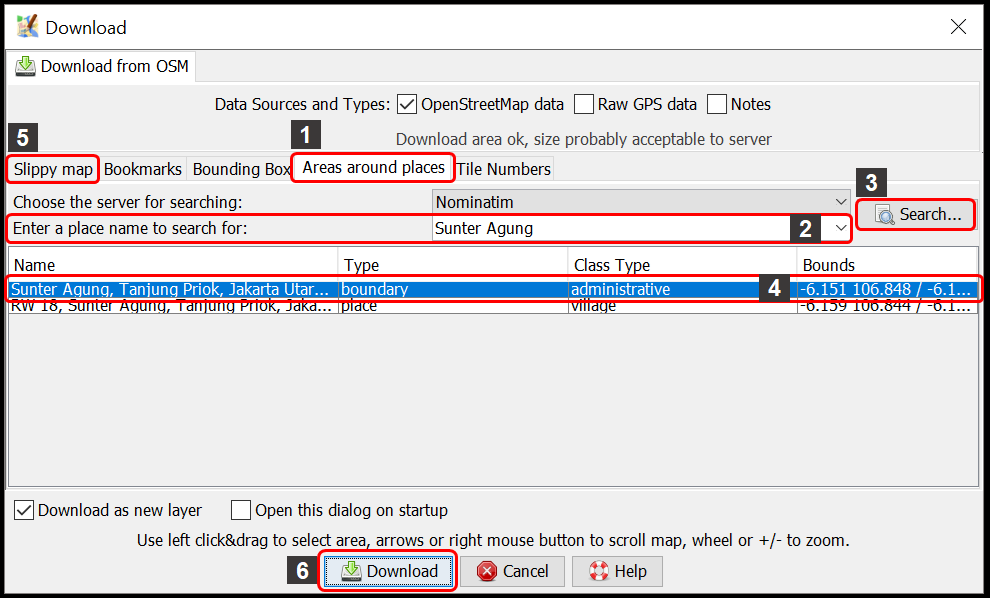 Download
Download from OSM
Data Sources and Types: OpenStreetMap data Raw GPS data Notes
5 1 Download area ok, size probably acceptable to server
Slippy map Bookmarks Bounding Box Areas around places Tile Numbers
3
Choose the server for searching: Nominatim
Search...
Enter a place name to search for: Sunter Agung 2
Name Type Class Type Bounds
Sunter Agung, Tanjung Priok, Jakarta Utar... boundary administrative 4 -6.151 106.848 / -6.1...
RW 18, Sunter Agung, Tanjung Priok, Jaka... place village -6.159 106.844 / -6.1...
Download as new layer Open this dialog on startup
Use left click&drag to select area, arrows or right mouse button to scroll map, wheel or +/- to zoom.
6 Download Cancel Help